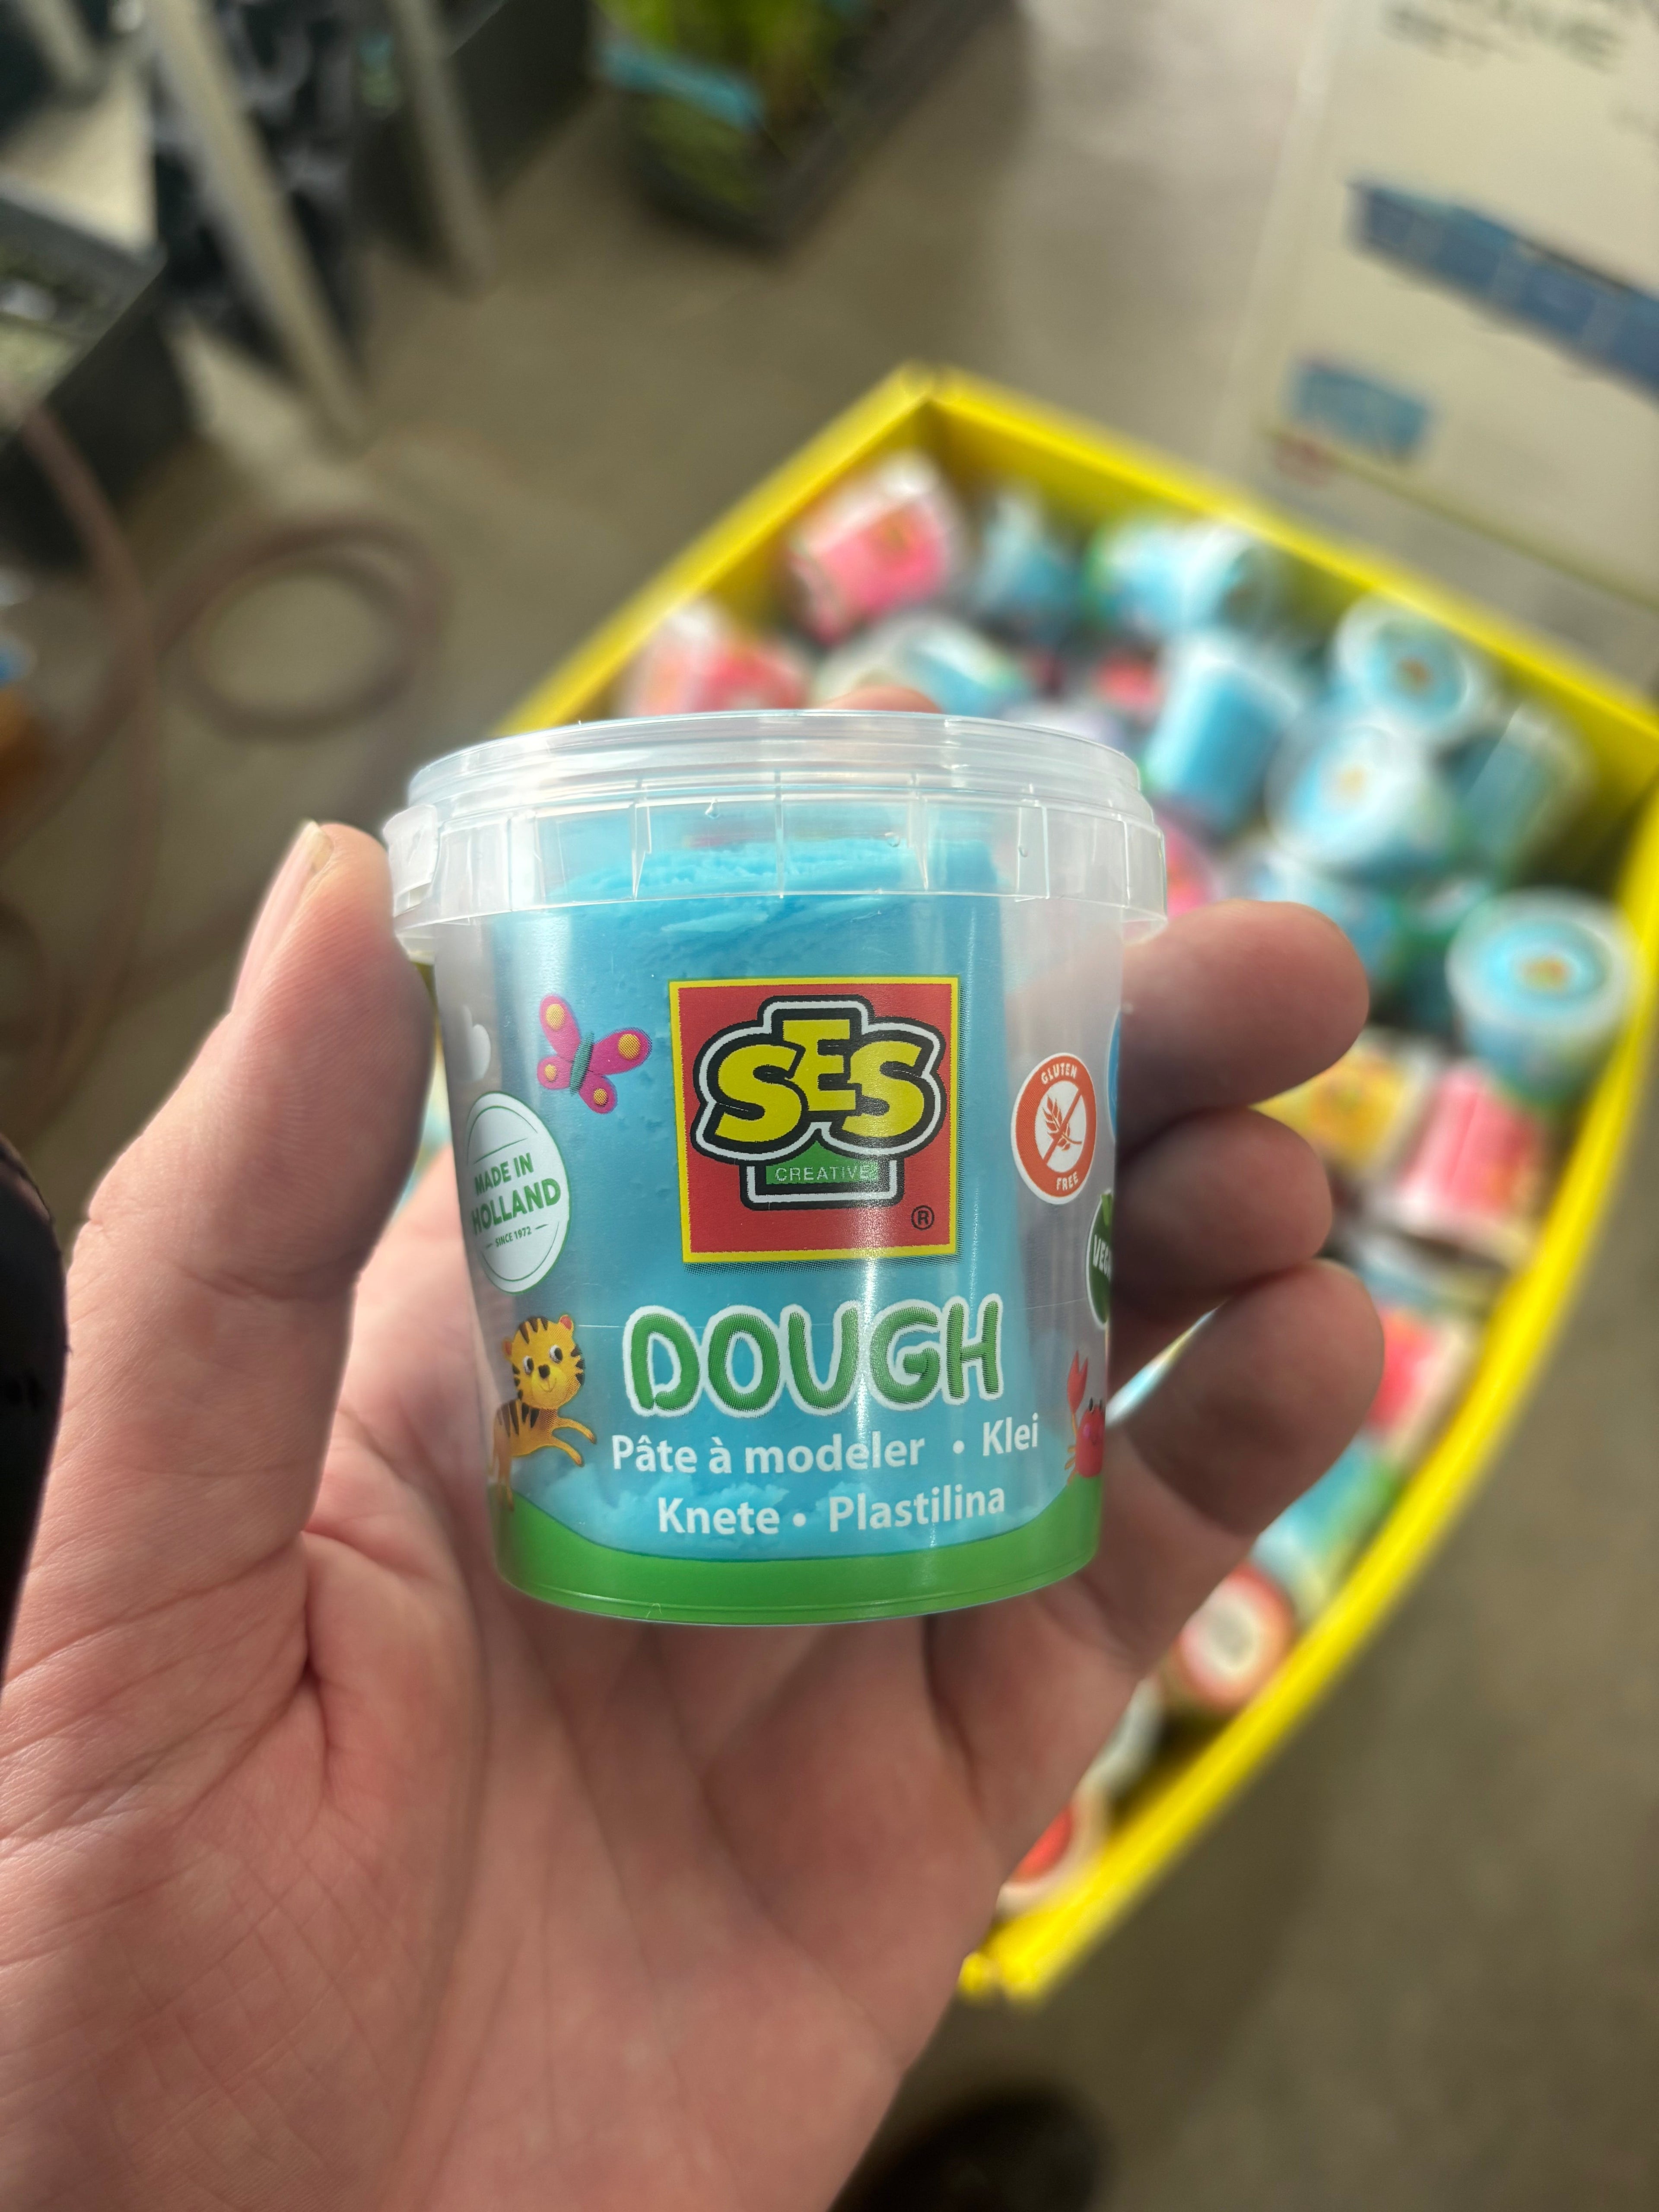 SES
CREATIVE
®
MADE IN
HOLLAND
SINCE 1972
GLUTEN
FREE
DOUGH
Pâte à modeler • Klei
Knete • Plastilina